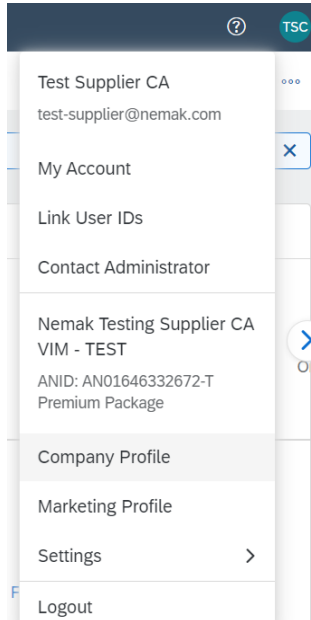 TSC
Test Supplier CA
test-supplier@nemak.com
My Account
Link User IDs
Contact Administrator
Nemak Testing Supplier CA
VIM - TEST
ANID: AN01646332672-T
Premium Package
Company Profile
Marketing Profile
Settings
Logout